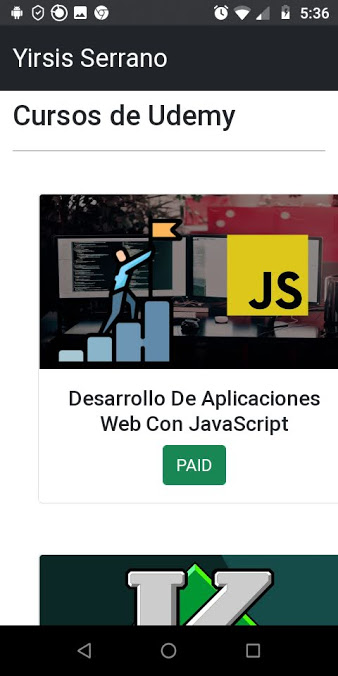 5:36
Yirsis Serrano
Cursos de Udemy
JS
Desarrollo De Aplicaciones
Web Con JavaScript
PAID